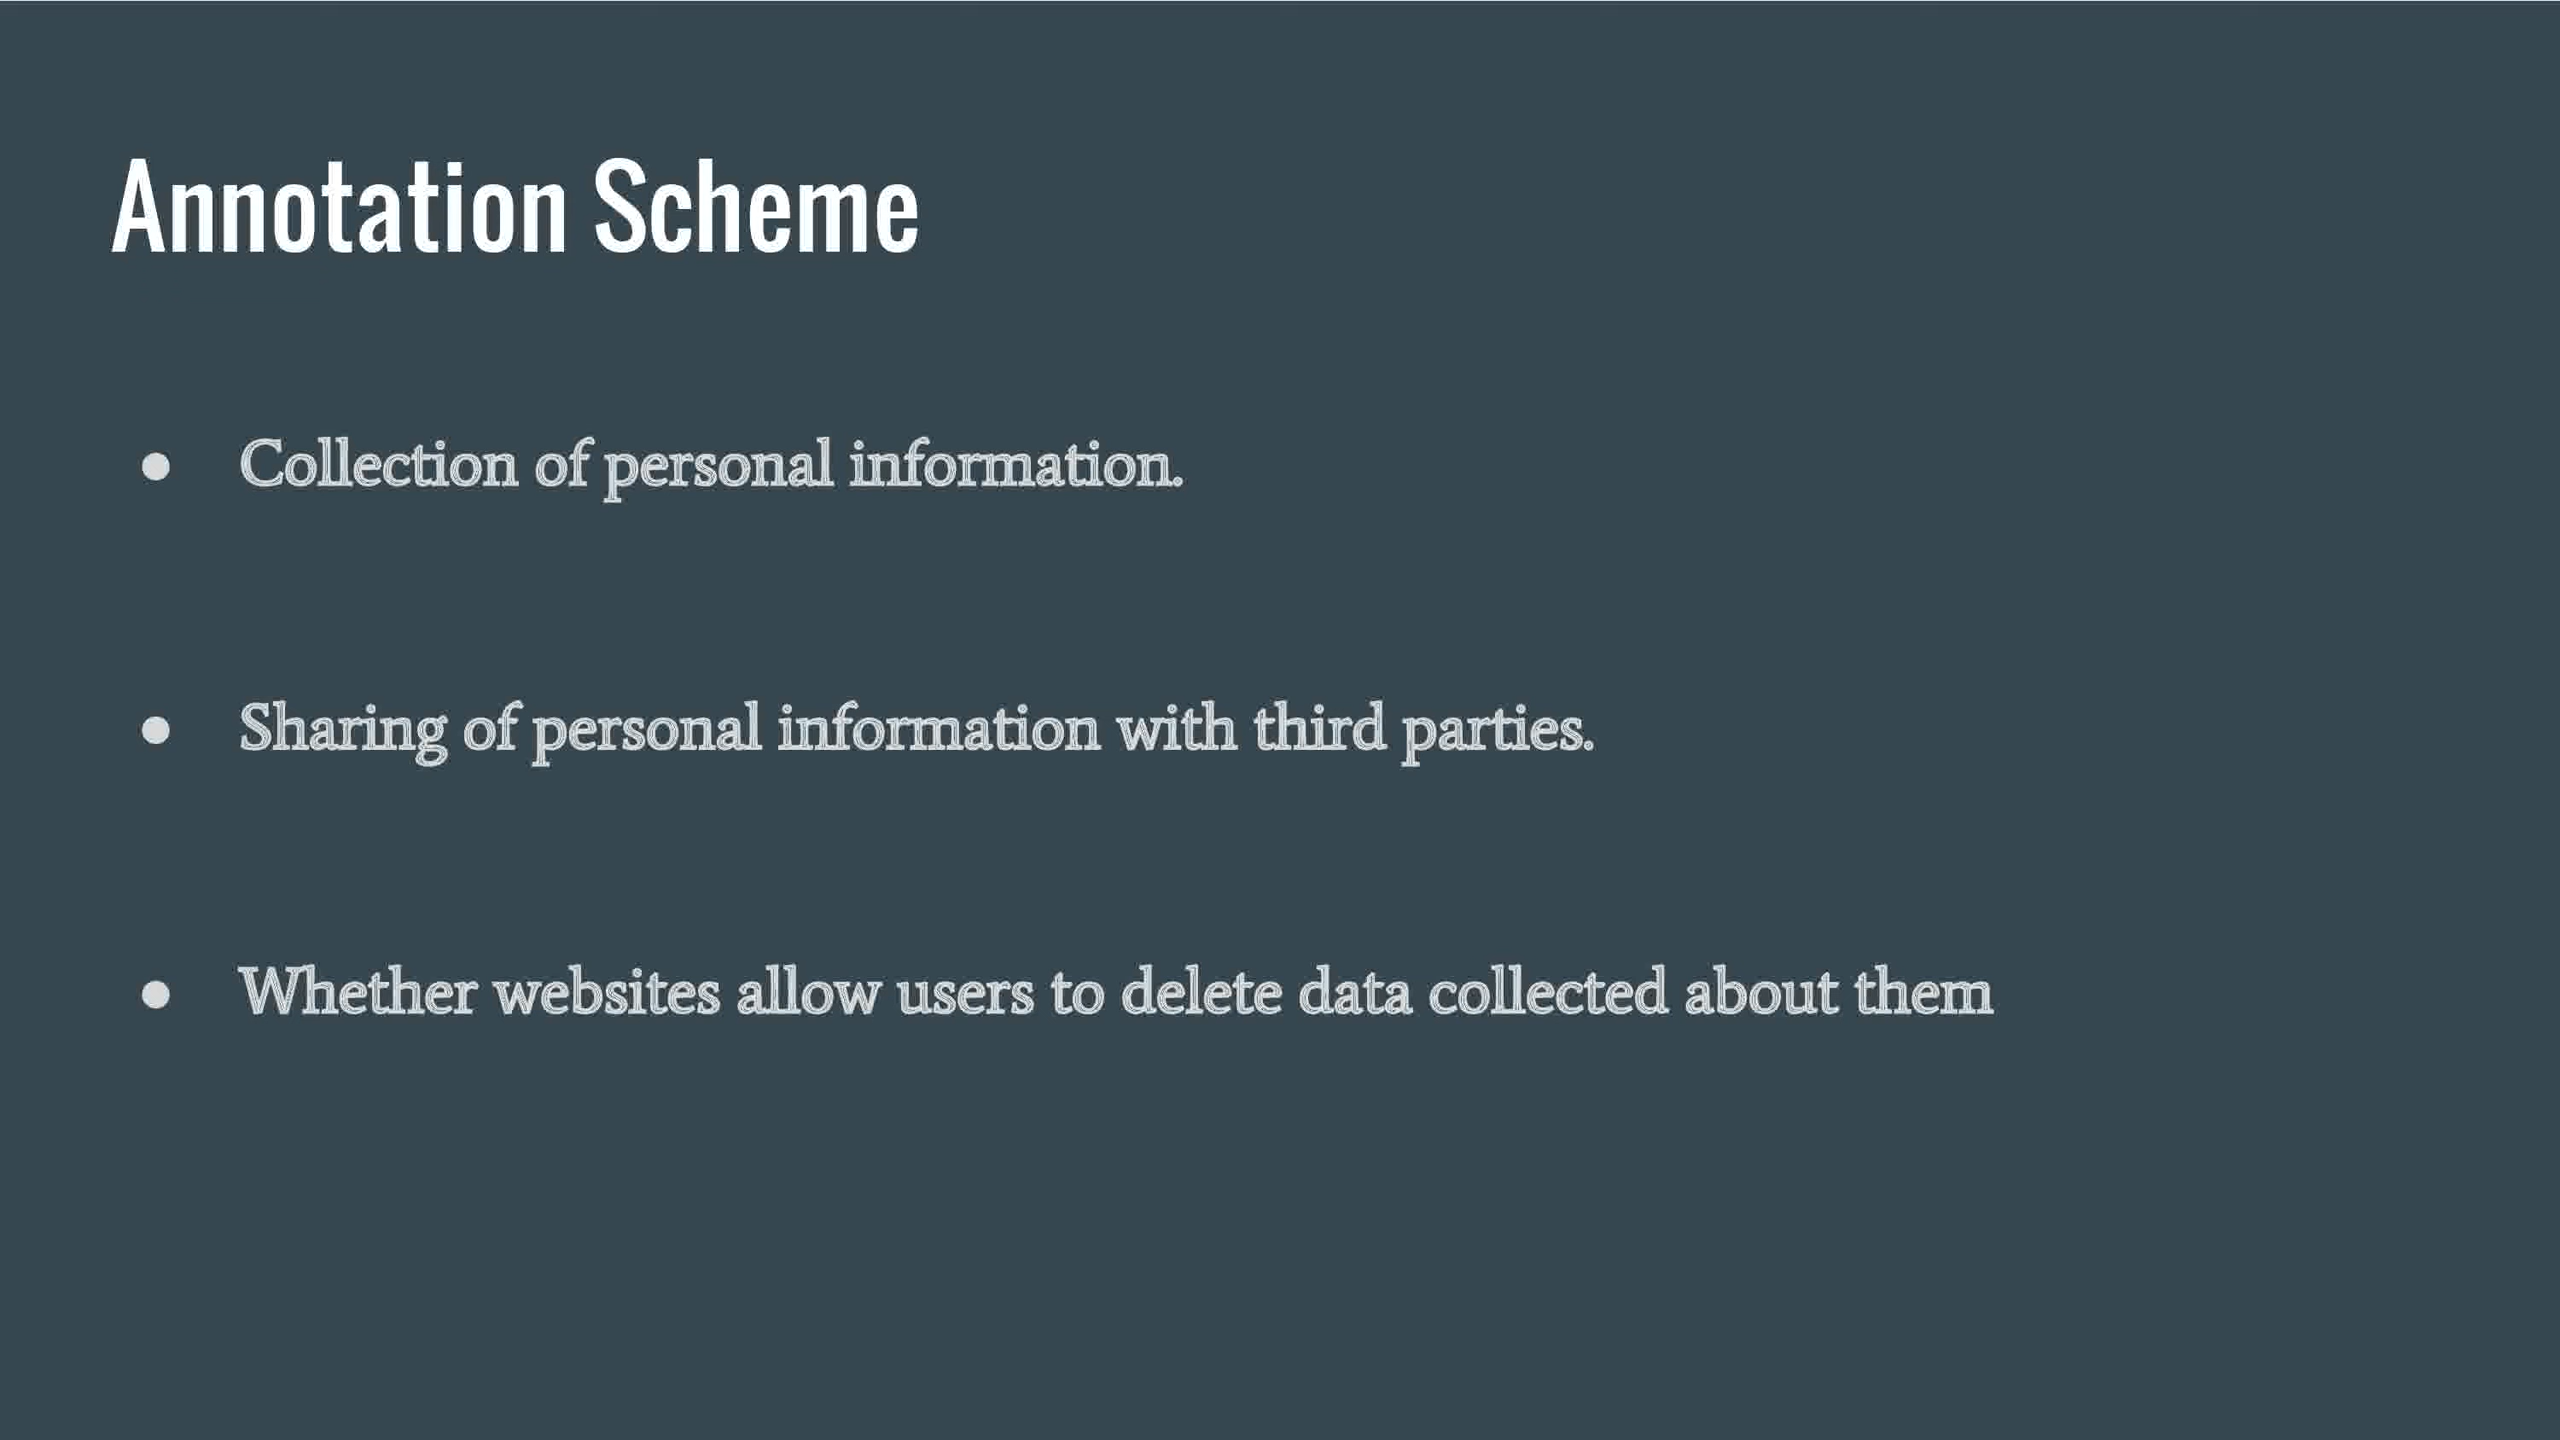 Annotation Scheme
● Collection of personal information.
● Sharing of personal information with third parties.
● Whether websites allow users to delete data collected about them